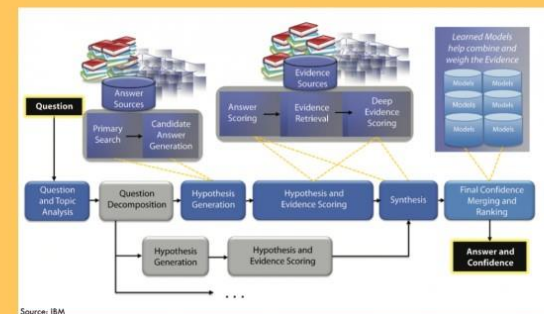 Learned Models
help combine and
weigh the Evidence
Evidence
Sources
Answer
Sources
Models
Models
Models
Models
Models
Models
Question
Answer
Scoring
Evidence
Retrieval
Deep
Evidence
Scoring
Primary
Search
Candidate
Answer
Generation
Question
and Topic
Analysis
Question
Decomposition
Hypothesis
Generation
Hypothesis and
Evidence Scoring
Synthesis
Final Confidence
Merging and
Ranking
Hypothesis
Generation
Hypothesis and
Evidence Scoring
Answer and
Confidence
...
Source: IBM